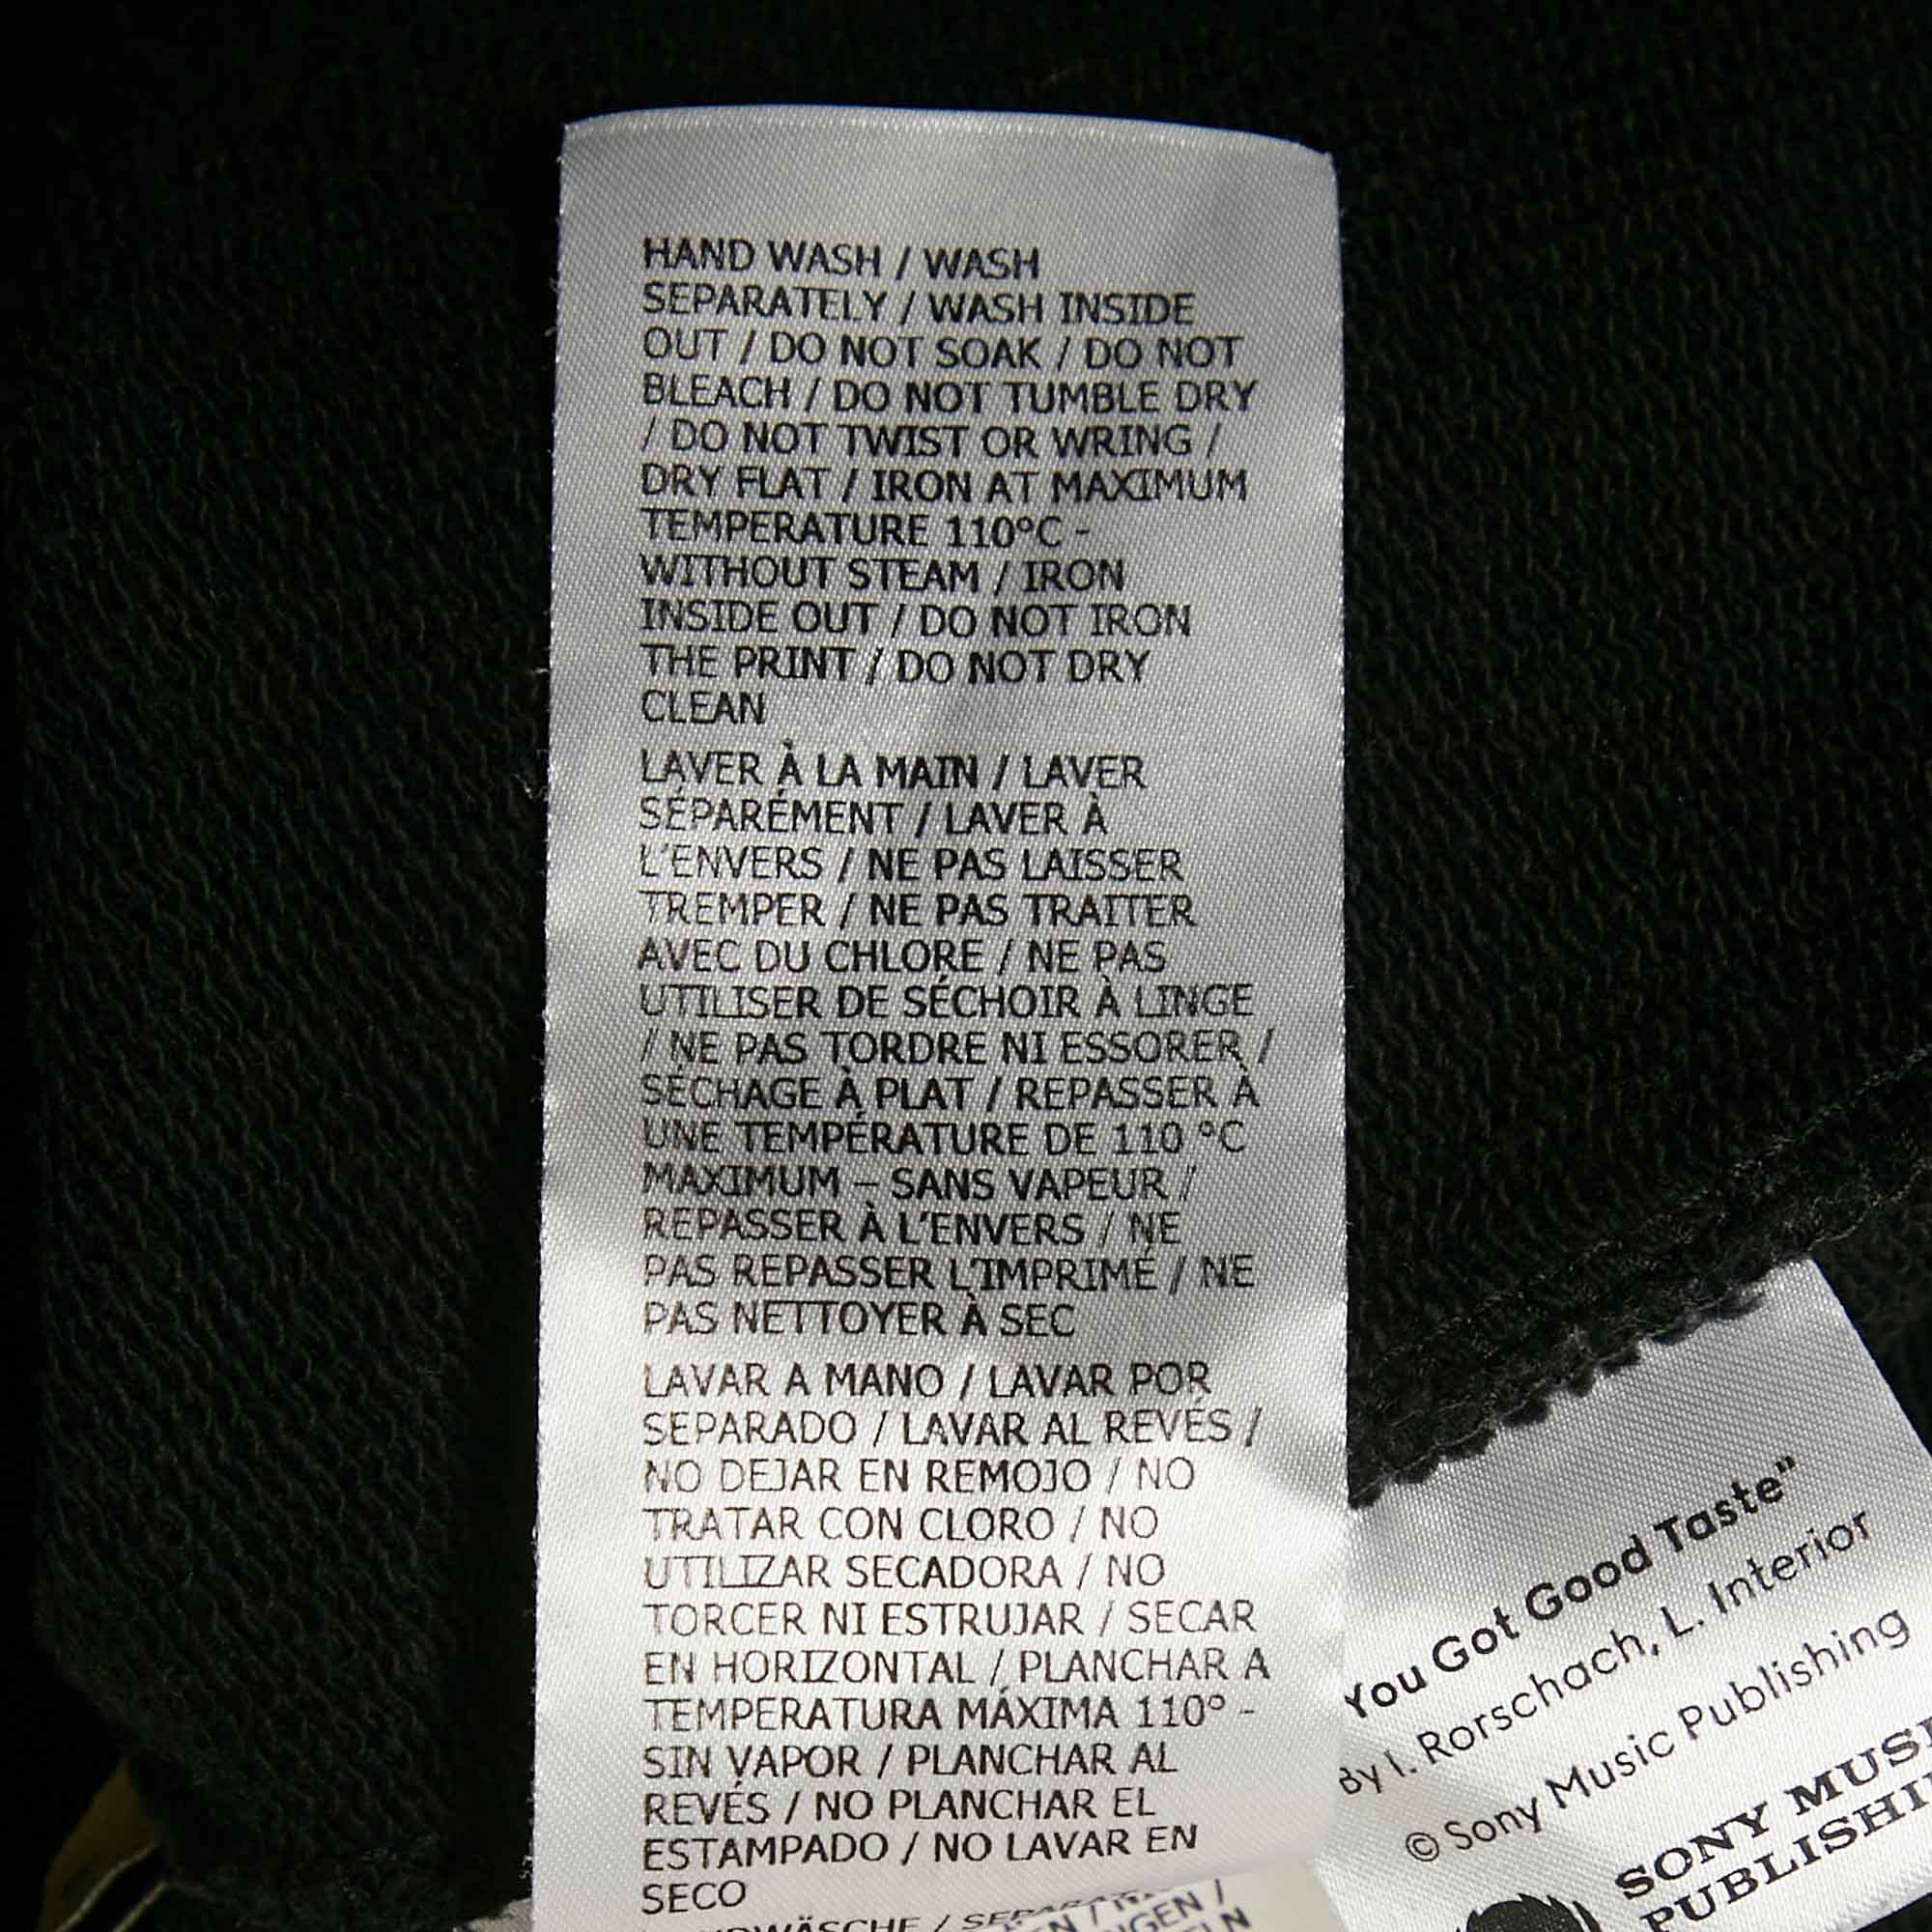 HAND WASH / WASH
SEPARATELY / WASH INSIDE
OUT / DO NOT SOAK / DO NOT
BLEACH / DO NOT TUMBLE DRY
/ DO NOT TWIST OR WRING /
DRY FLAT / IRON AT MAXIMUM
TEMPERATURE 110°C -
WITHOUT STEAM / IRON
INSIDE OUT / DO NOT IRON
THE PRINT / DO NOT DRY
CLEAN
LAVER À LA MAIN / LAVER
SÉPARÉMENT / LAVER À
L'ENVERS / NE PAS LAISSER
TREMPER / NE PAS TRAITER
AVEC DU CHLORE / NE PAS
UTILISER DE SÉCHOIR À LINGE
/ NE PAS TORDRE NI ESSORER /
SÉCHAGE À PLAT / REPASSER À
UNE TEMPÉRATURE DE 110 °C
MAXIMUM – SANS VAPEUR /
REPASSER À L'ENVERS / NE
PAS REPASSER L'IMPRIMÉ / NE
PAS NETTOYER À SEC
LAVAR A MANO / LAVAR POR
SEPARADO / LAVAR AL REVÉS /
NO DEJAR EN REMOJO / NO
TRATAR CON CLORO / NO
UTILIZAR SECADORA / NO
TORCER NI ESTRUJAR / SECAR
EN HORIZONTAL / PLANCHAR A
TEMPERATURA MÁXIMA 110° -
SIN VAPOR / PLANCHAR AL
REVÉS / NO PLANCHAR EL
ESTAMPADO / NO LAVAR EN
SECO
You Got Good Taste"
By I. Rorschach, L. Interior
© Sony Music Publishing
SONY